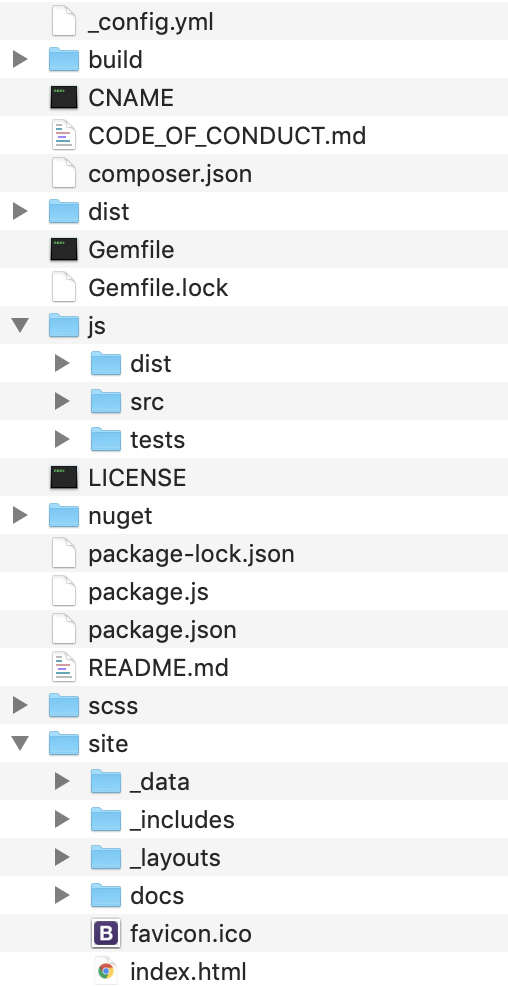 _config.yml
build
CNAME
CODE_OF_CONDUCT.md
composer.json
dist
Gemfile
Gemfile.lock
js
dist
src
tests
LICENSE
nuget
package-lock.json
package.js
package.json
README.md
scss
site
_data
_includes
_layouts
docs
B favicon.ico
index.html